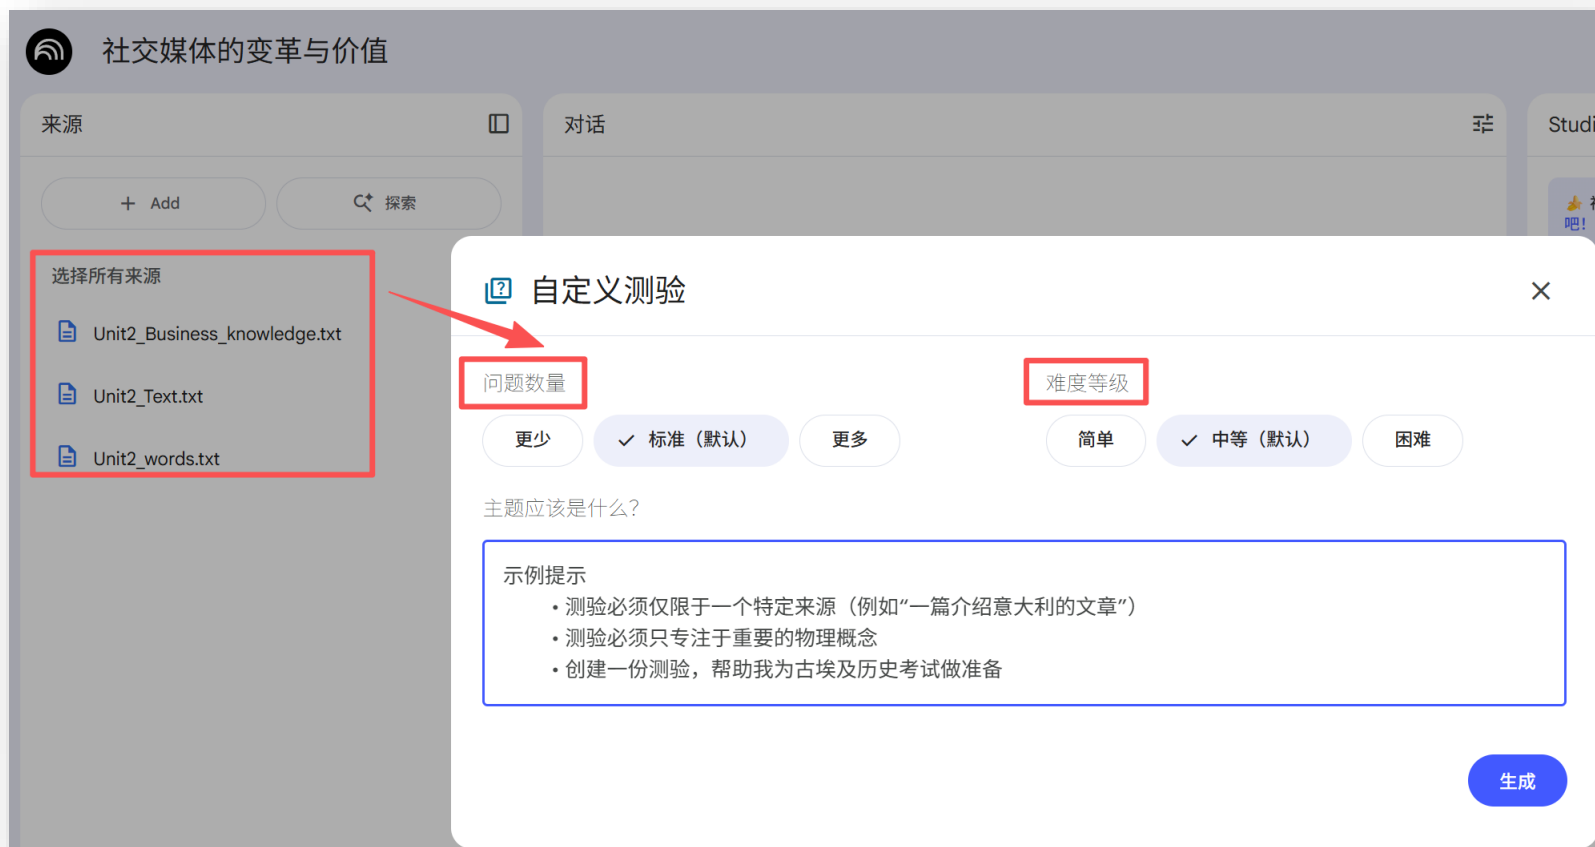 社交媒体的变革与价值
来源
对话
+ Add
探索
吧!
选择所有来源
Unit2_Business_knowledge.txt
Unit2_Text.txt
Unit2_words.txt
自定义测验
问题数量
难度等级
更少
标准（默认）
更多
简单
中等（默认）
困难
主题应该是什么？
示例提示
• 测验必须仅限于一个特定来源（例如“一篇介绍意大利的文章”）
• 测验必须只专注于重要的物理概念
• 创建一份测验，帮助我为古埃及历史考试做准备
生成